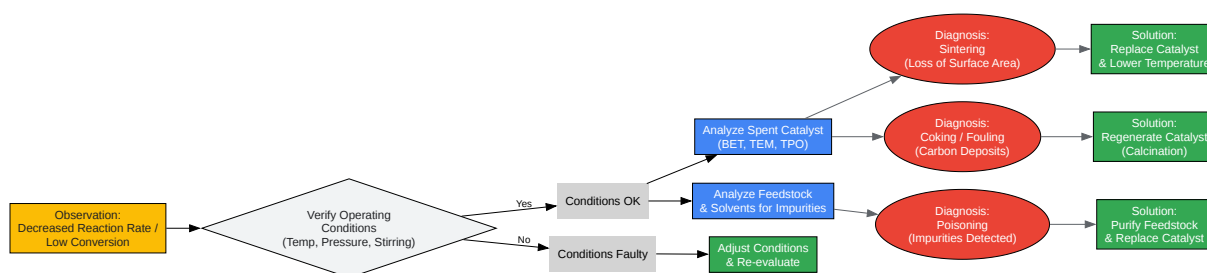 Observation:
Decreased Reaction Rate /
Low Conversion
Verify Operating
Conditions
(Temp, Pressure, Stirring)
Yes
No
Conditions OK
Conditions Faulty
Analyze Spent Catalyst
(BET, TEM, TPO)
Analyze Feedstock
& Solvents for Impurities
Adjust Conditions
& Re-evaluate
Diagnosis:
Sintering
(Loss of Surface Area)
Diagnosis:
Coking / Fouling
(Carbon Deposits)
Diagnosis:
Poisoning
(Impurities Detected)
Solution:
Replace Catalyst
& Lower Temperature
Solution:
Regenerate Catalyst
(Calcination)
Solution:
Purify Feedstock
& Replace Catalyst